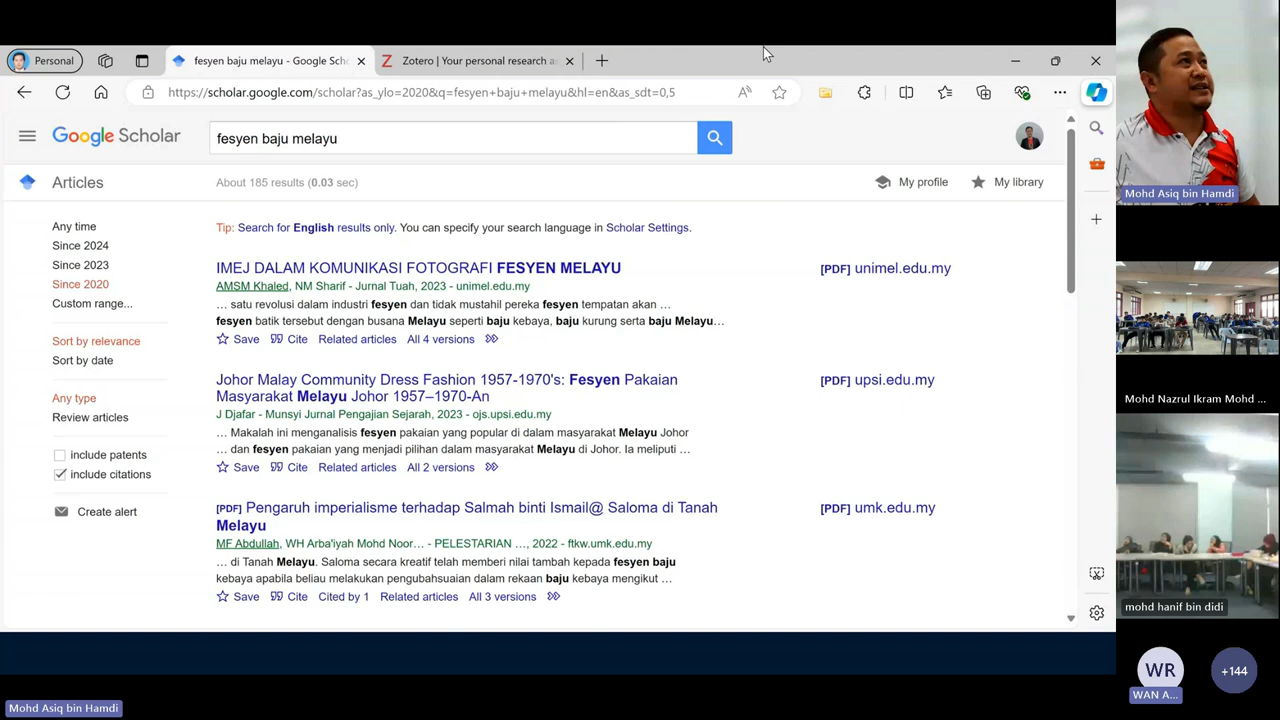 Personal
fesyen baju melayu - Google Sch
Zotero | Your personal research a
https://scholar.google.com/scholar?as_ylo=2020&q=fesyen+baju+melayu&hl=en&as_sdt=0,5
Google Scholar
fesyen baju melayu
Articles
About 185 results (0.03 sec)
My profile
My library
Any time
Since 2024
Since 2023
Since 2020
Custom range...
Sort by relevance
Sort by date
Any type
Review articles
include patents
include citations
Create alert
Tip: Search for English results only. You can specify your search language in Scholar Settings.
IMEJ DALAM KOMUNIKASI FOTOGRAFI FESYEN MELAYU
[PDF] unimel.edu.my
AMSM Khaled, NM Sharif - Jurnal Tuah, 2023 - unimel.edu.my
… satu revolusi dalam industri fesyen dan tidak mustahil pereka fesyen tempatan akan …
fesyen batik tersebut dengan busana Melayu seperti baju kebaya, baju kurung serta baju Melayu…
Save Cite Related articles All 4 versions
Johor Malay Community Dress Fashion 1957-1970's: Fesyen Pakaian
Masyarakat Melayu Johor 1957–1970-An
[PDF] upsi.edu.my
J Djafar - Munsyi Jurnal Pengajian Sejarah, 2023 - ojs.upsi.edu.my
… Makalah ini menganalisis fesyen pakaian yang popular di dalam masyarakat Melayu Johor
… dan fesyen pakaian yang menjadi pilihan dalam masyarakat Melayu di Johor. Ia meliputi …
Save Cite Related articles All 2 versions
[PDF] Pengaruh imperialisme terhadap Salmah binti Ismail@ Saloma di Tanah
Melayu
[PDF] umk.edu.my
MF Abdullah, WH Arba'iyah Mohd Noor… - PELESTARIAN …, 2022 - ftkw.umk.edu.my
… di Tanah Melayu. Saloma secara kreatif telah memberi nilai tambah kepada fesyen baju
kebaya apabila beliau melakukan pengubahsuaian dalam rekaan baju kebaya mengikut …
Save Cite Cited by 1 Related articles All 3 versions
Mohd Asiq bin Hamdi
Mohd Nazrul Ikram Mohd ...
mohd hanif bin didi
WR
WAN A...
+144
Mohd Asiq bin Hamdi